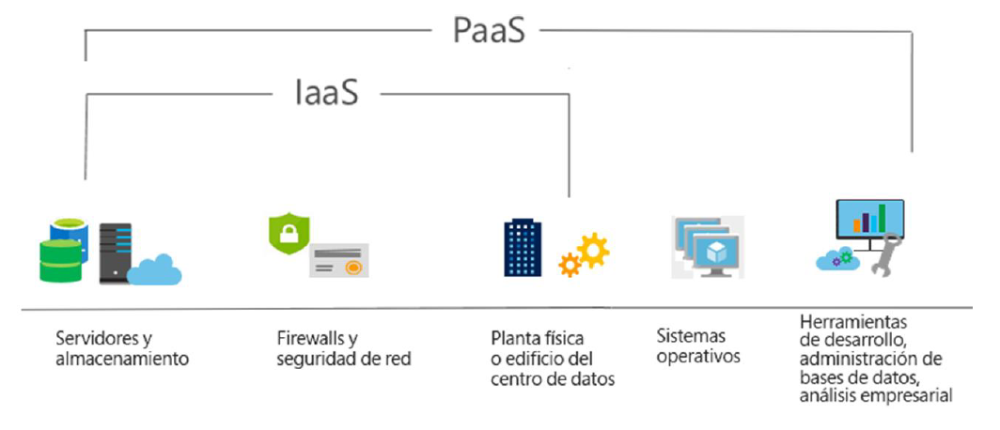 PaaS
IaaS
Servidores y
almacenamiento
Firewalls y
seguridad de red
Planta física
o edificio del
centro de datos
Sistemas
operativos
Herramientas
de desarrollo,
administración de
bases de datos,
análisis empresarial